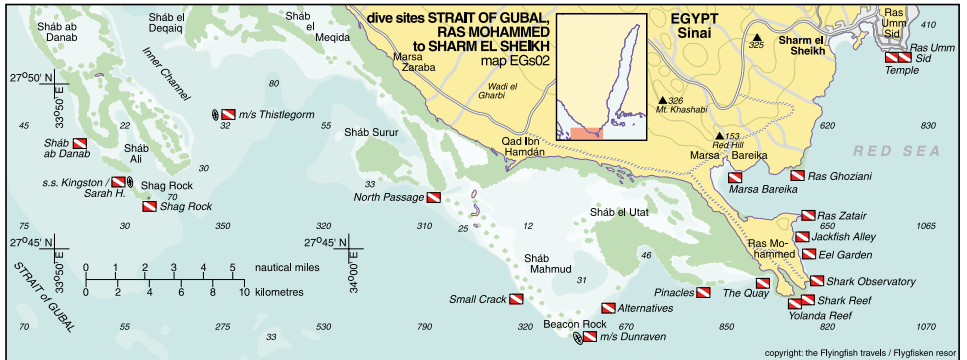 dive sites STRAIT OF GUBAL,
RAS MOHAMMED
to SHARM EL SHEIKH
map EGs02
EGYPT
Sinai
Sháb ab
Danab
Sháb el
Deqaiq
Sháb
el
Meqida
Marsa
Zaraba
Wadi el
Gharbi
325
Sharm el
Sheikh
Ras
Umm
Sid
410
Ras Umm
Sid
Temple
27°50' N
33°50' E
Inner Channel
80
m/s Thistlegorm
32
326
Mt. Khashabi
45
22
55
Sháb Surur
153
Red Hill
620
830
Sháb
ab Danab
Sháb
Ali
30
Qad Ibn
Hamdán
Marsa Bareika
RED SEA
s.s. Kingston /
Sarah H.
Shag Rock
70
Shag Rock
33
North Passage
Marsa Bareika
Ras Ghoziani
75
30
350
75
310
25
12
Sháb el Utat
Ras Zatair
650
1065
Jackfish Alley
27°45' N
33°50' E
34°00' E
Ras Mo-
hammed
Eel Garden
STRAIT of GUBAL
0 1 2 3 4 5 nautical miles
0 2 4 6 8 10 kilometres
Sháb
Mahmud
46
31
Shark Observatory
Small Crack
Pinacles
The Quay
Shark Reef
Yolanda Reef
Alternatives
Beacon Rock
m/s Dunraven
70
55
275
33
530
790
320
670
850
820
1070
copyright: the Flyingfish travels / Flygfisken resor